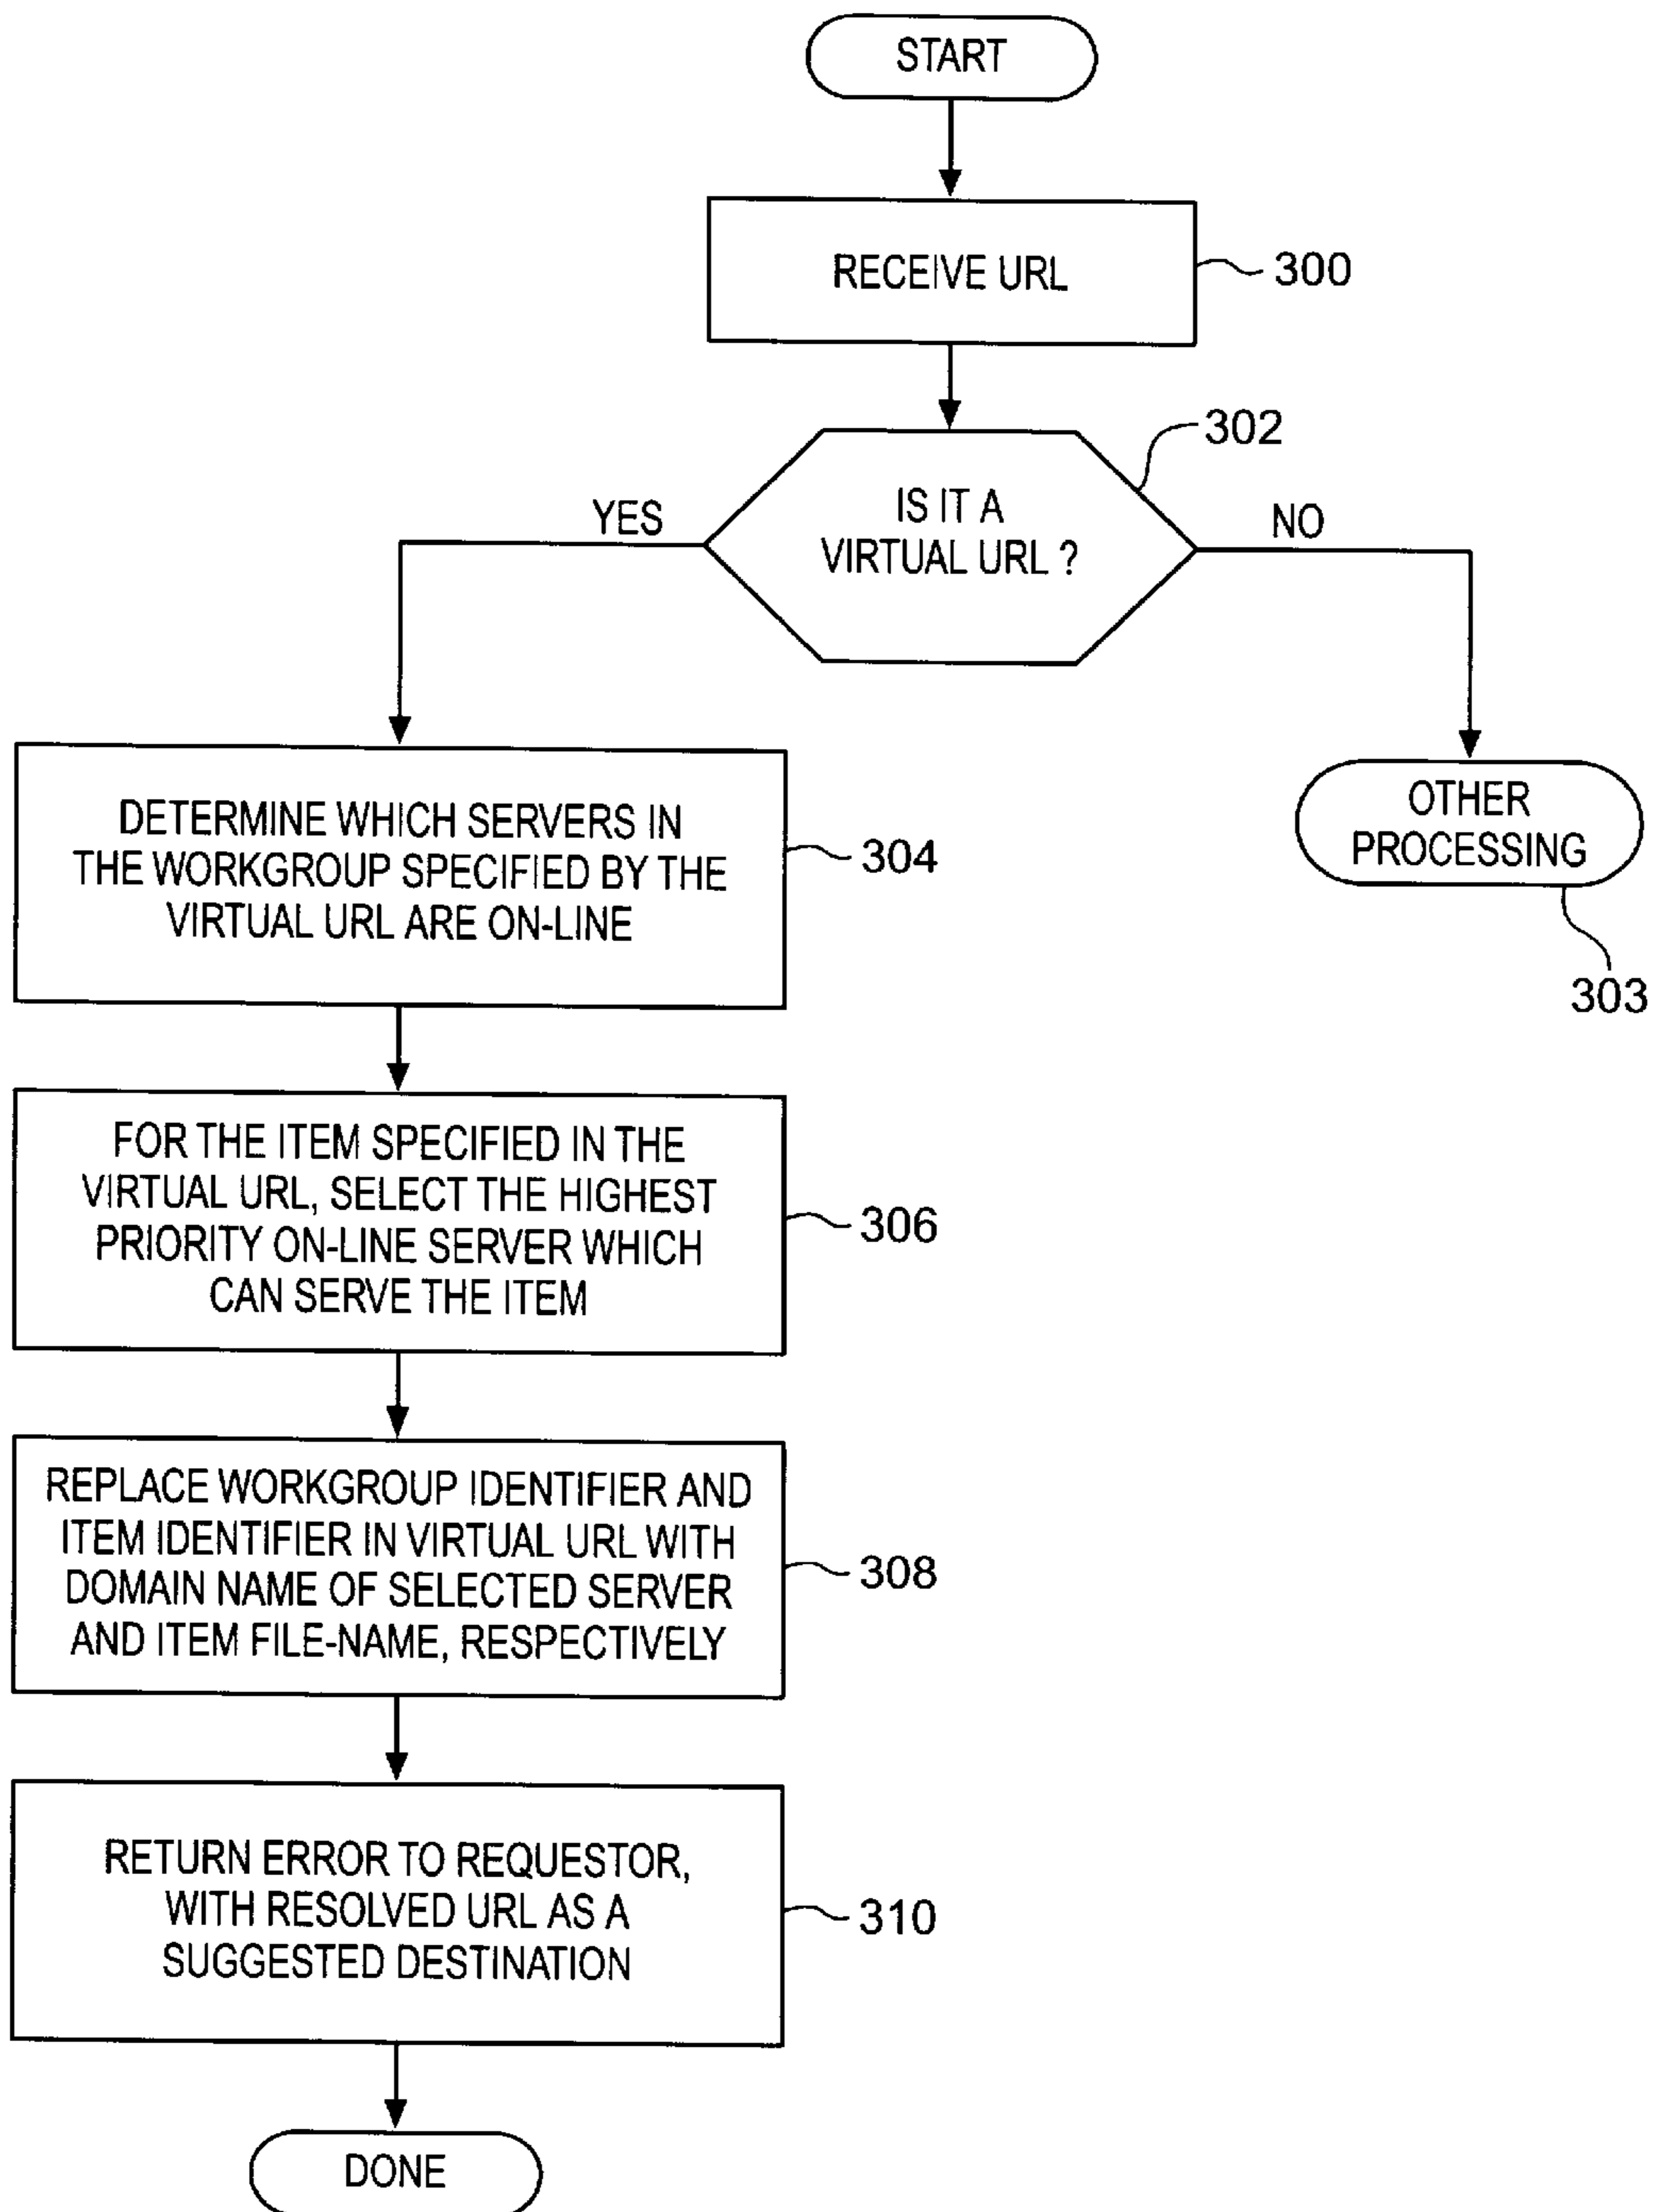 START
RECEIVE URL
300
302
IS IT A
VIRTUAL URL ?
YES
NO
DETERMINE WHICH SERVERS IN
THE WORKGROUP SPECIFIED BY THE
VIRTUAL URL ARE ON-LINE
304
OTHER
PROCESSING
303
FOR THE ITEM SPECIFIED IN THE
VIRTUAL URL, SELECT THE HIGHEST
PRIORITY ON-LINE SERVER WHICH
CAN SERVE THE ITEM
306
REPLACE WORKGROUP IDENTIFIER AND
ITEM IDENTIFIER IN VIRTUAL URL WITH
DOMAIN NAME OF SELECTED SERVER
AND ITEM FILE-NAME, RESPECTIVELY
308
RETURN ERROR TO REQUESTOR,
WITH RESOLVED URL AS A
SUGGESTED DESTINATION
310
DONE